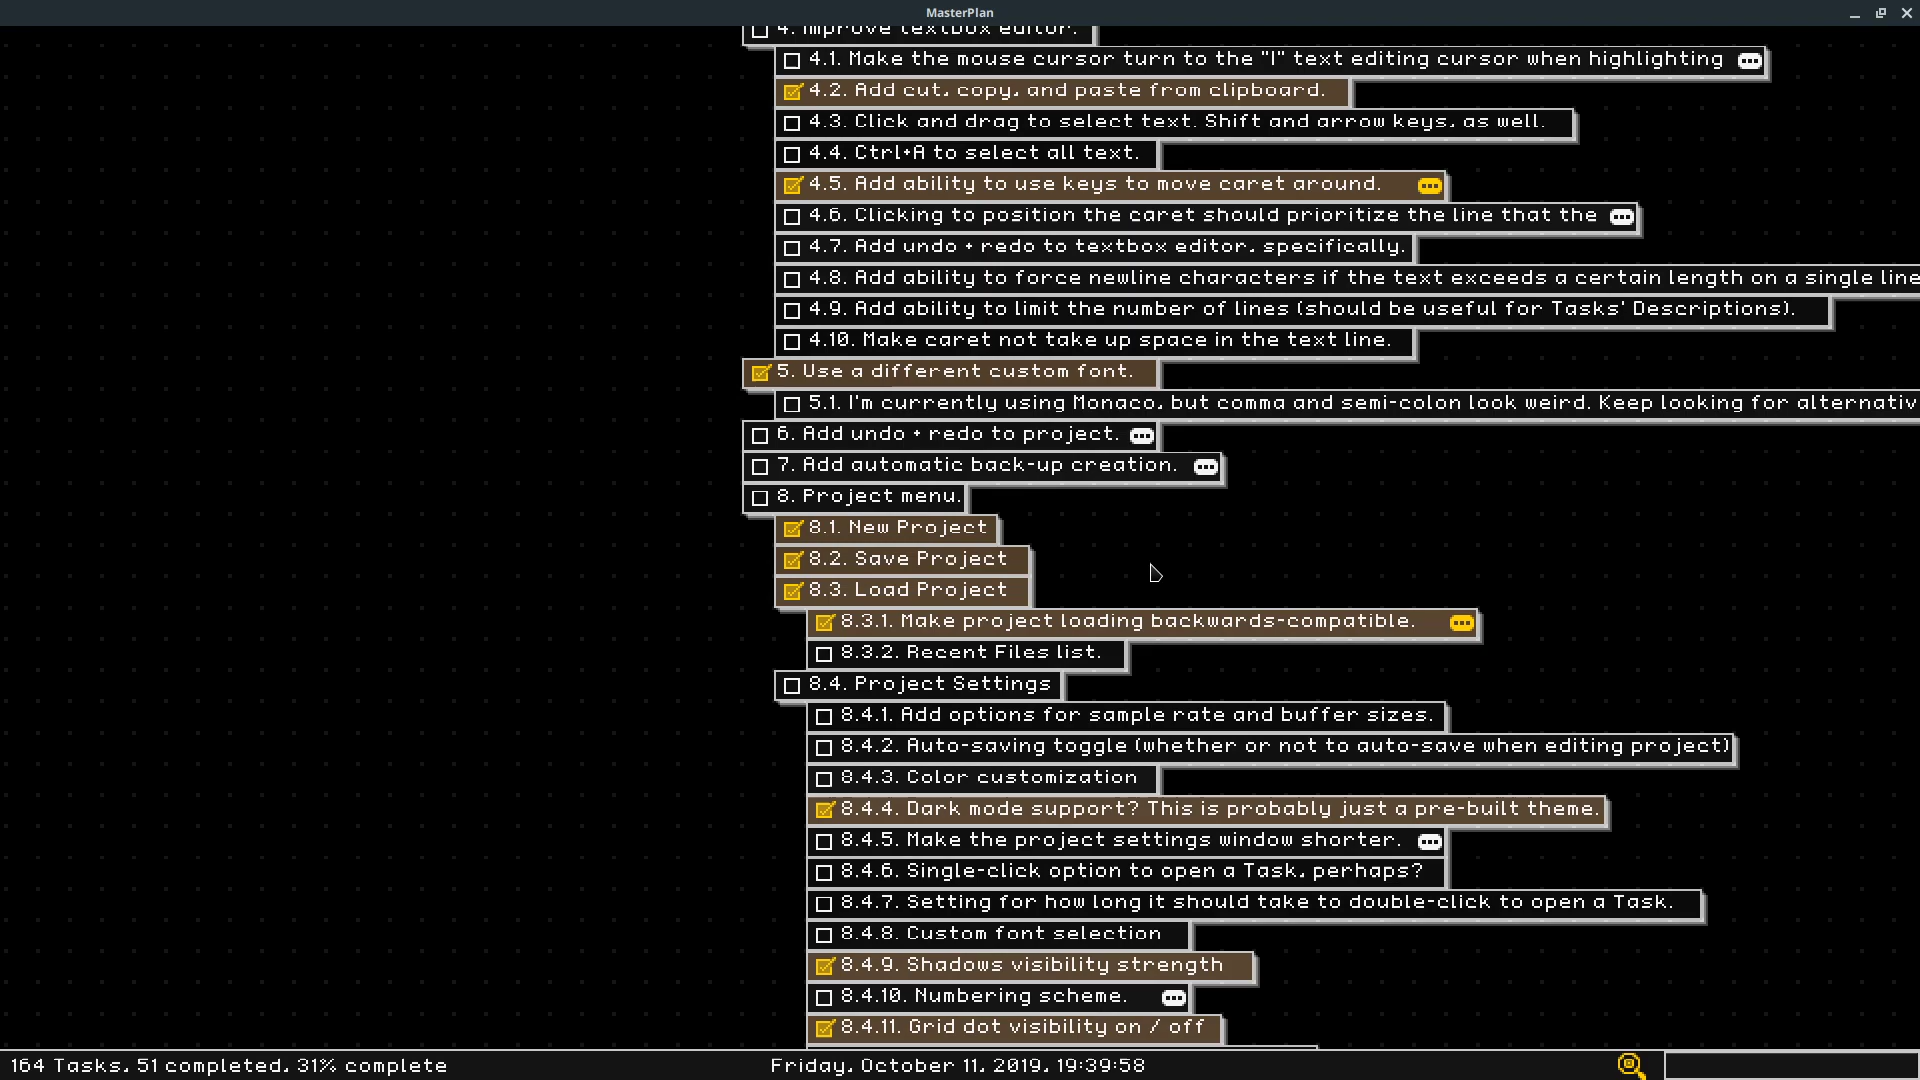 MasterPlan
4. Improve textbox editor.
4.1. Make the mouse cursor turn to the "I" text editing cursor when highlighting
4.2. Add cut, copy, and paste from clipboard.
4.3. Click and drag to select text. Shift and arrow keys, as well.
4.4. Ctrl+A to select all text.
4.5. Add ability to use keys to move caret around.
4.6. Clicking to position the caret should prioritize the line that the
4.7. Add undo + redo to textbox editor, specifically.
4.8. Add ability to force newline characters if the text exceeds a certain length on a single line
4.9. Add ability to limit the number of lines (should be useful for Tasks' Descriptions).
4.10. Make caret not take up space in the text line.
5. Use a different custom font.
5.1. I'm currently using Monaco, but comma and semi-colon look weird. Keep looking for alternativ
6. Add undo + redo to project.
7. Add automatic back-up creation.
8. Project menu.
8.1. New Project
8.2. Save Project
8.3. Load Project
8.3.1. Make project loading backwards-compatible.
8.3.2. Recent Files list.
8.4. Project Settings
8.4.1. Add options for sample rate and buffer sizes.
8.4.2. Auto-saving toggle (whether or not to auto-save when editing project)
8.4.3. Color customization
8.4.4. Dark mode support? This is probably just a pre-built theme.
8.4.5. Make the project settings window shorter.
8.4.6. Single-click option to open a Task, perhaps?
8.4.7. Setting for how long it should take to double-click to open a Task.
8.4.8. Custom font selection
8.4.9. Shadows visibility strength
8.4.10. Numbering scheme.
8.4.11. Grid dot visibility on / off
164 Tasks, 51 completed, 31% complete
Friday, October 11, 2019, 19:39:58